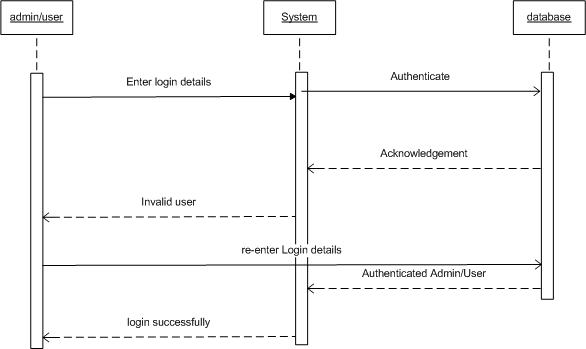 admin/user
System
database
Enter login details
Authenticate
Acknowledgement
Invalid user
re-enter Login details
Authenticated Admin/User
login successfully